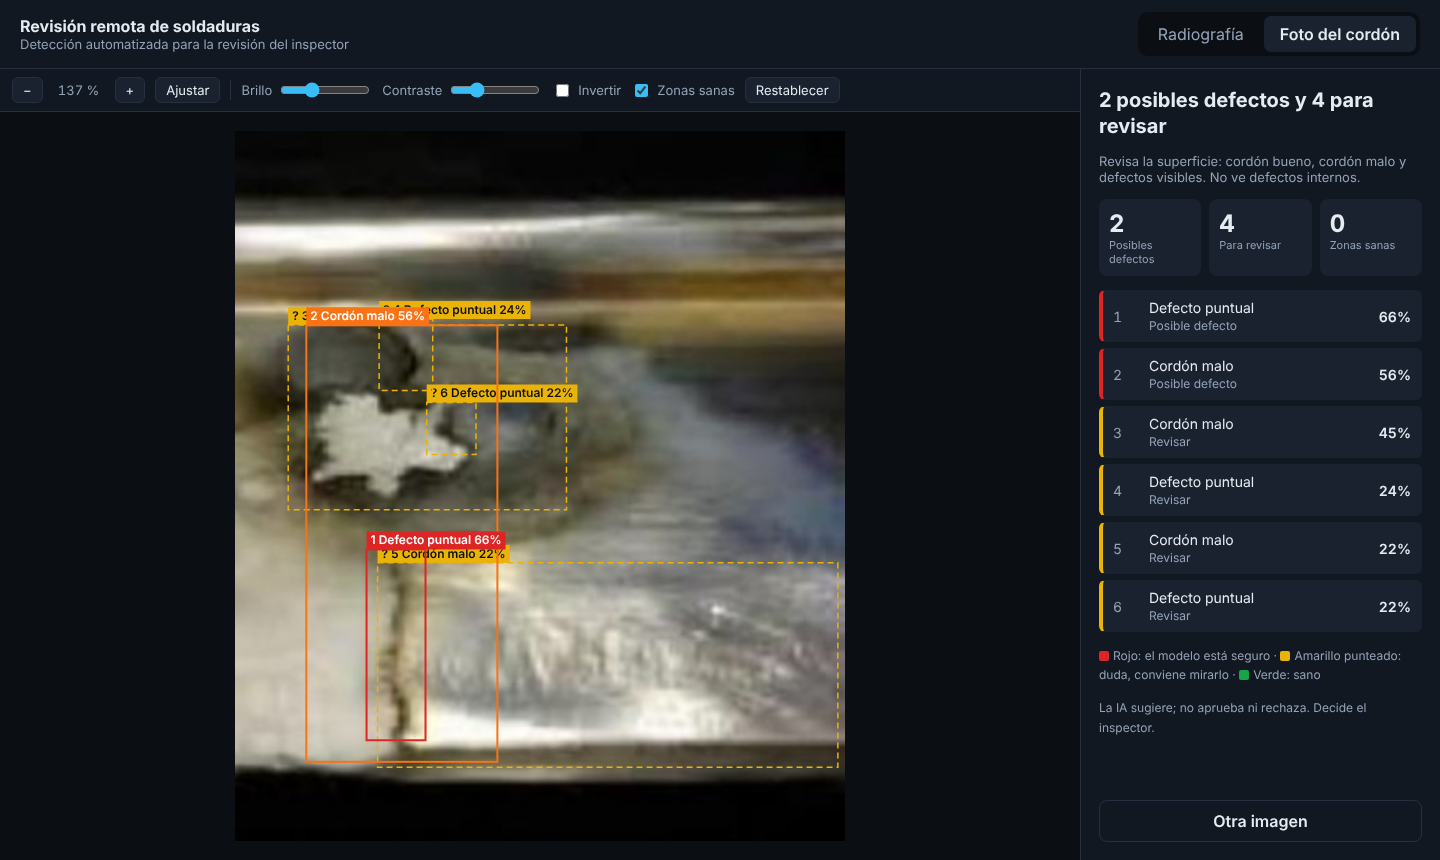 Revisión remota de soldaduras
Detección automatizada para la revisión del inspector
Radiografía
Foto del cordón
−
137 %
+
Ajustar
Brillo
Contraste
Invertir
Zonas sanas
Restablecer
Defecto puntual 24%
? 3
2 Cordón malo 56%
? 6 Defecto puntual 22%
1 Defecto puntual 66%
? 5 Cordón malo 22%
2 posibles defectos y 4 para
revisar
Revisa la superficie: cordón bueno, cordón malo y
defectos visibles. No ve defectos internos.
2
Posibles
defectos
4
Para revisar
0
Zonas sanas
1
Defecto puntual
Posible defecto
66%
2
Cordón malo
Posible defecto
56%
3
Cordón malo
Revisar
45%
4
Defecto puntual
Revisar
24%
5
Cordón malo
Revisar
22%
6
Defecto puntual
Revisar
22%
Rojo: el modelo está seguro · Amarillo punteado:
duda, conviene mirarlo · Verde: sano
La IA sugiere; no aprueba ni rechaza. Decide el
inspector.
Otra imagen